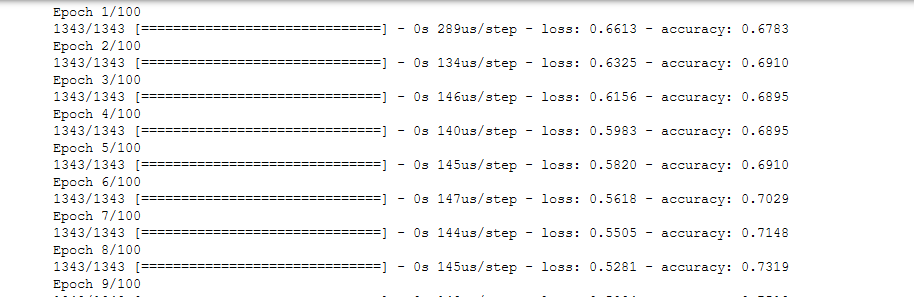 Epoch 1/100
1343/1343 [==============================] - 0s 289us/step - loss: 0.6613 - accuracy: 0.6783
Epoch 2/100
1343/1343 [==============================] - 0s 134us/step - loss: 0.6325 - accuracy: 0.6910
Epoch 3/100
1343/1343 [==============================] - 0s 146us/step - loss: 0.6156 - accuracy: 0.6895
Epoch 4/100
1343/1343 [==============================] - 0s 140us/step - loss: 0.5983 - accuracy: 0.6895
Epoch 5/100
1343/1343 [==============================] - 0s 145us/step - loss: 0.5820 - accuracy: 0.6910
Epoch 6/100
1343/1343 [==============================] - 0s 147us/step - loss: 0.5618 - accuracy: 0.7029
Epoch 7/100
1343/1343 [==============================] - 0s 144us/step - loss: 0.5505 - accuracy: 0.7148
Epoch 8/100
1343/1343 [==============================] - 0s 145us/step - loss: 0.5281 - accuracy: 0.7319
Epoch 9/100